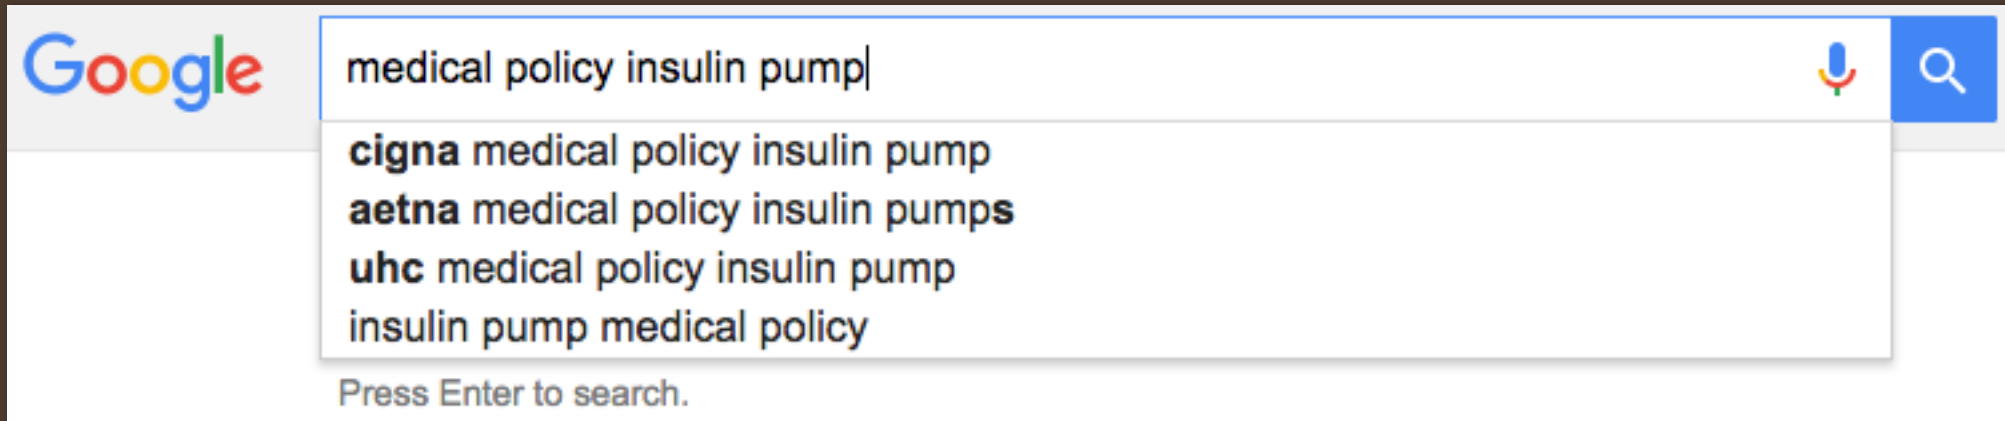 Google medical policy insulin pump
cigna medical policy insulin pump
aetna medical policy insulin pumps
uhc medical policy insulin pump
insulin pump medical policy
Press Enter to search.